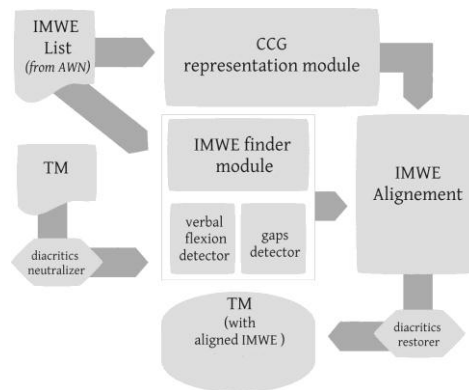 IMWE
List
(from AWN)
CCG
representation module
IMWE finder
module
verbal
flexion
detector
gaps
detector
IMWE
Alignement
TM
diacritics
neutralizer
TM
(with
aligned IMWE )
diacritics
restorer